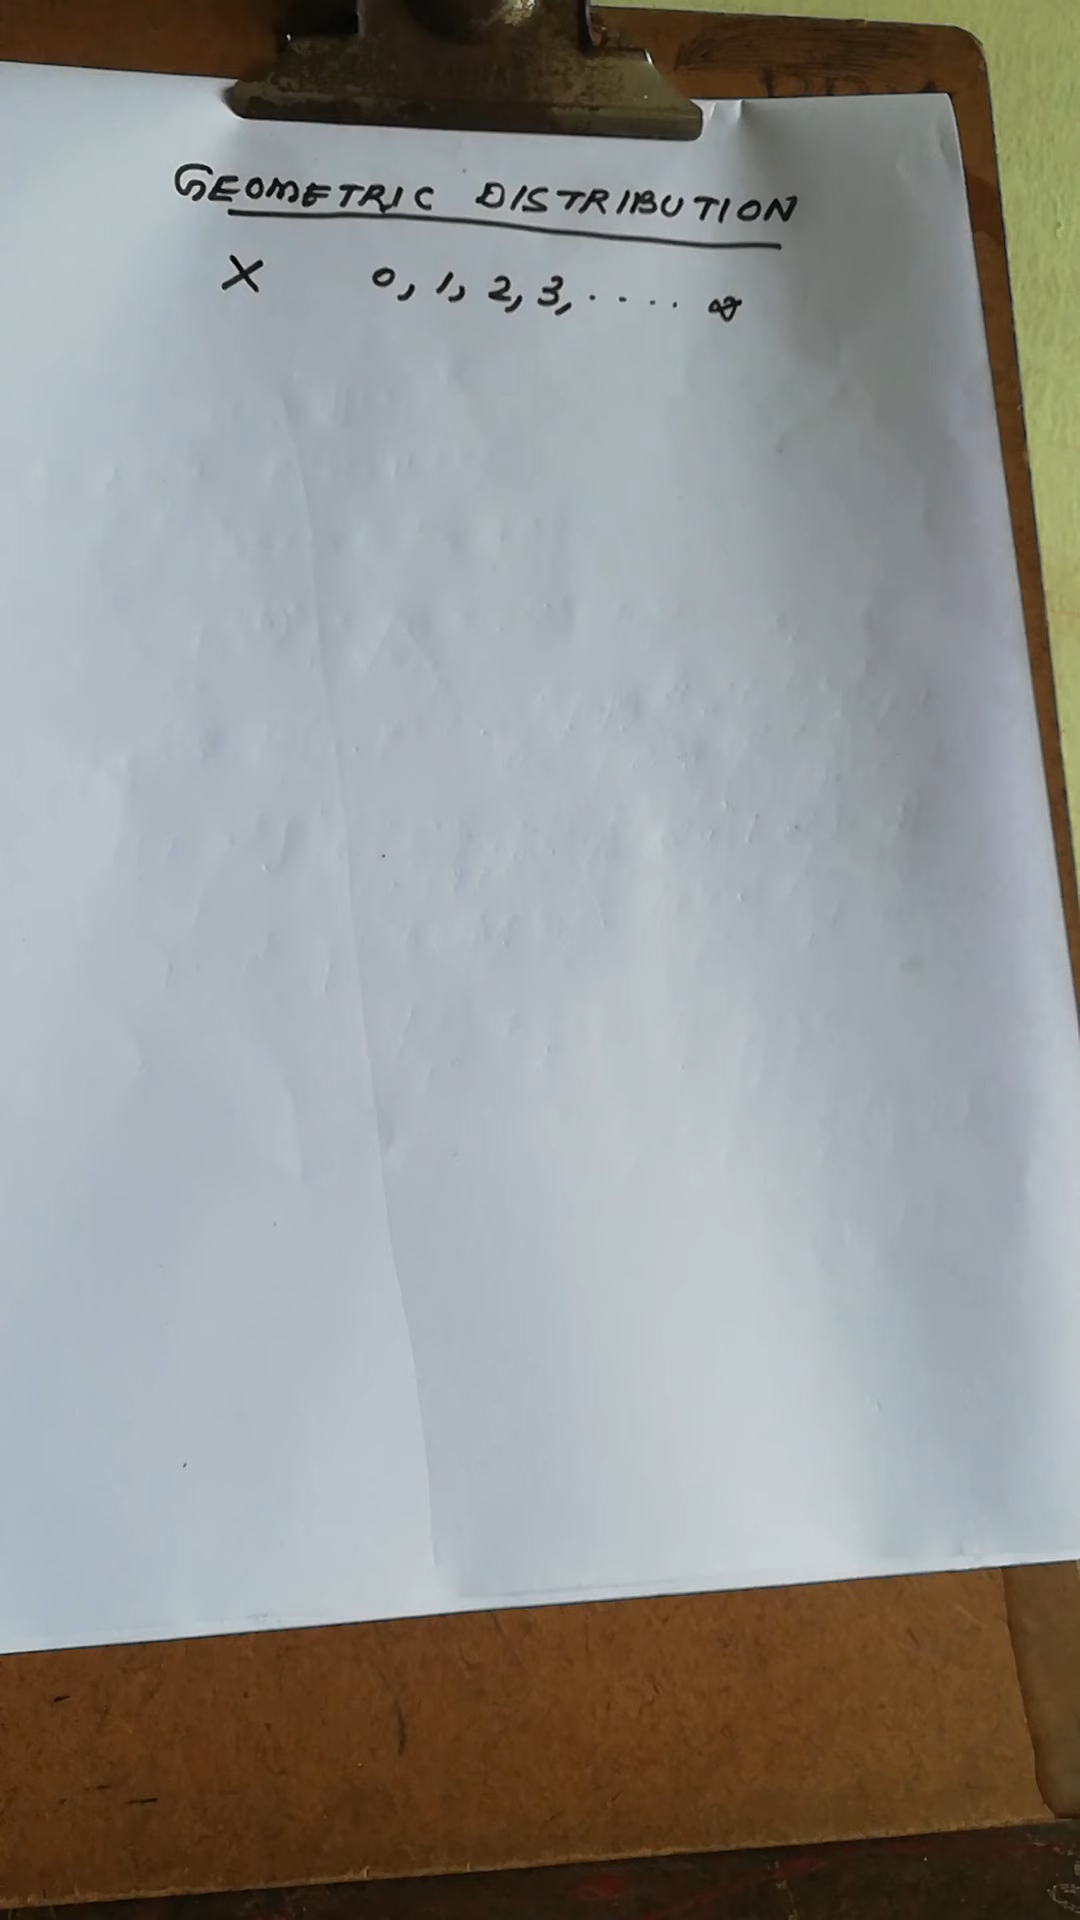 GEOMETRIC DISTRIBUTION
X 0, 1, 2, 3, ..... ∞